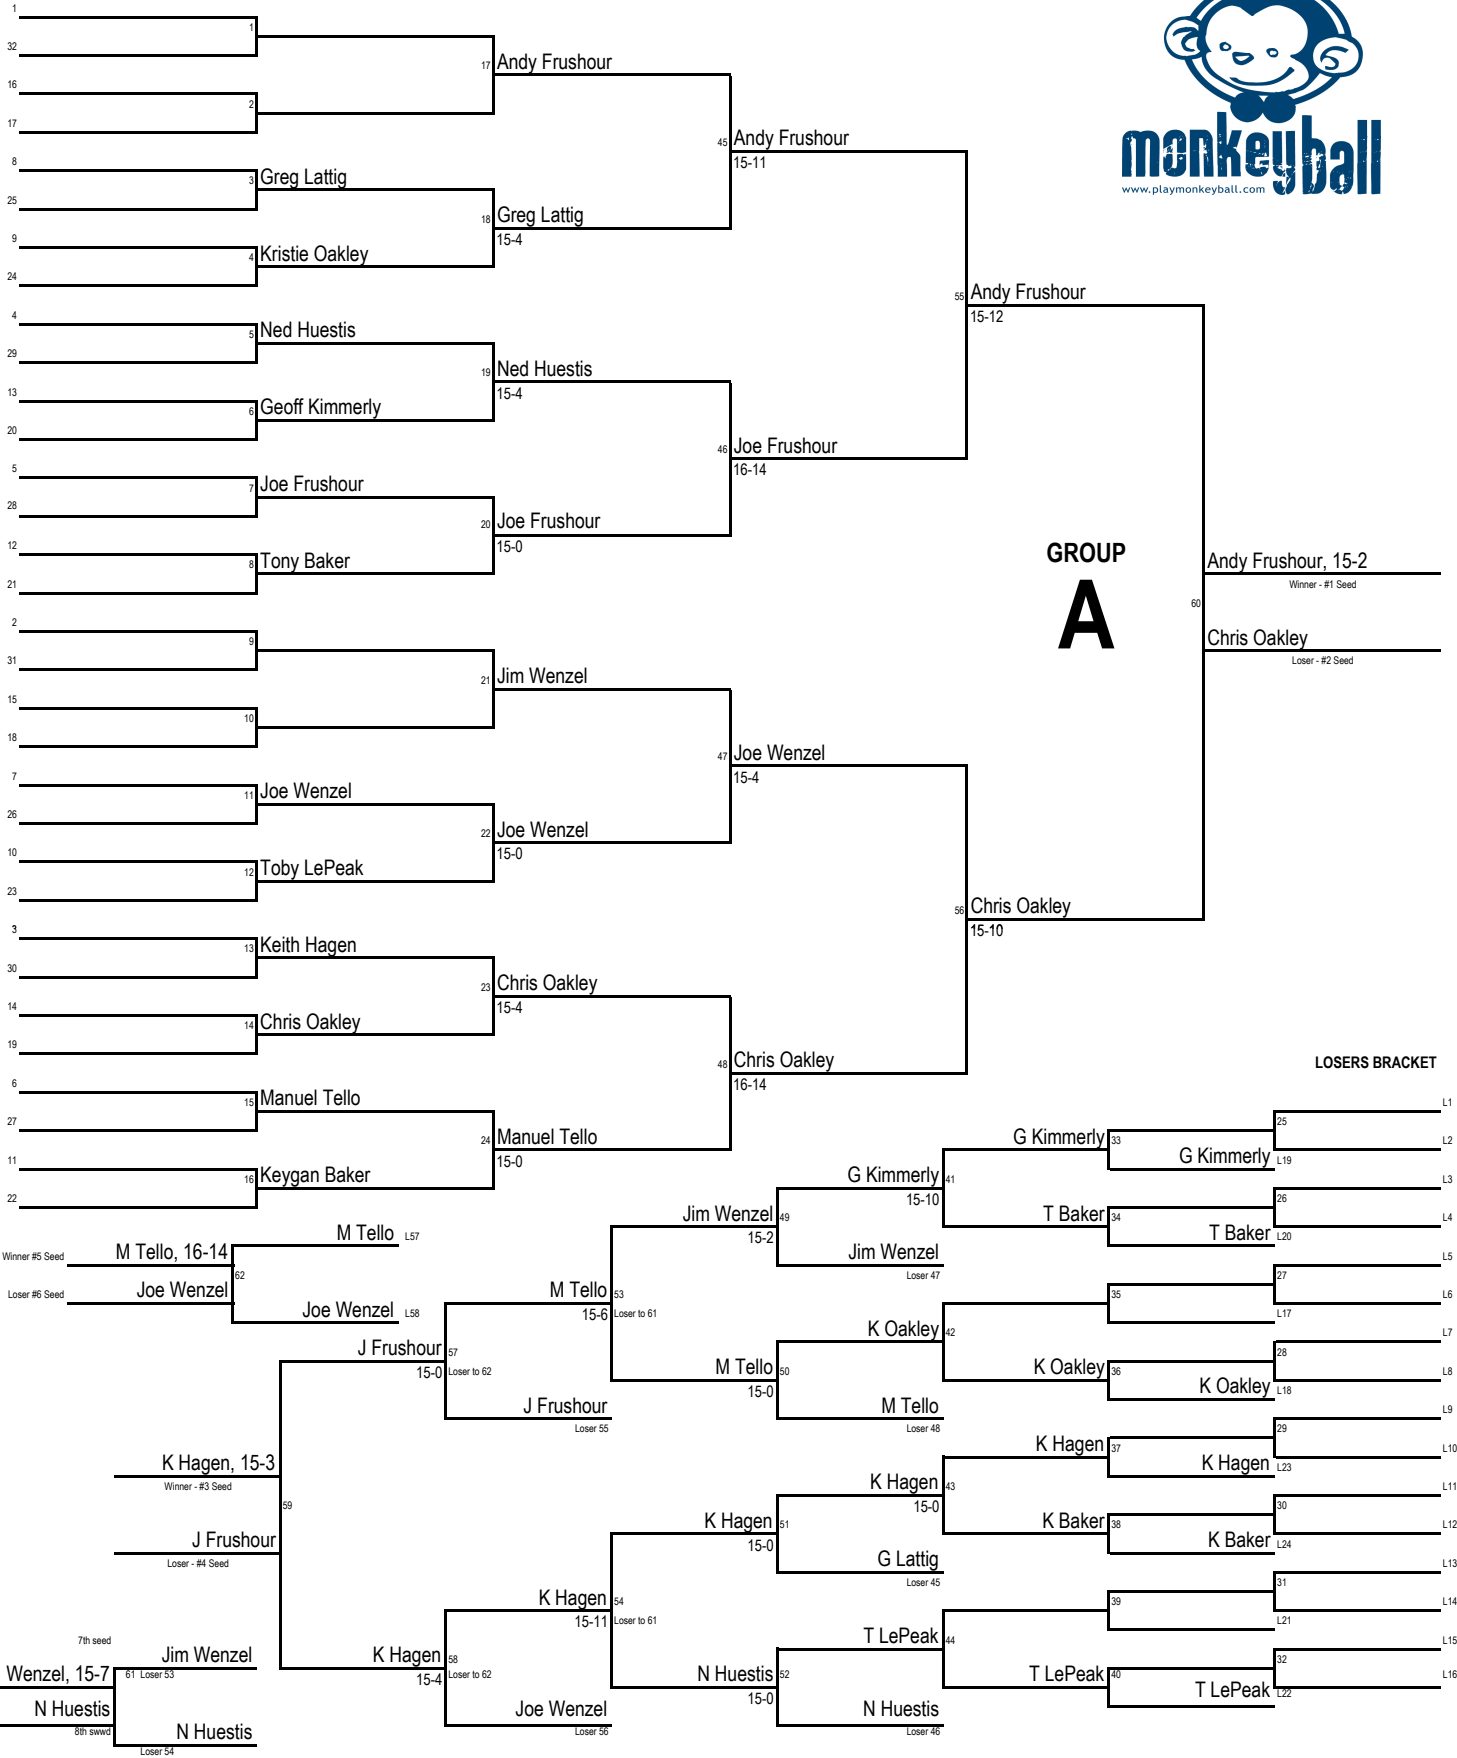 1
1
32
17 Andy Frushour
16
2
17
monkeyball
www.playmonkeyball.com
45 Andy Frushour
15-11
8
3 Greg Lattig
25
18 Greg Lattig
15-4
9
4 Kristie Oakley
24
55 Andy Frushour
15-12
4
5 Ned Huestis
29
19 Ned Huestis
15-4
13
6 Geoff Kimmerly
20
46 Joe Frushour
16-14
5
7 Joe Frushour
28
20 Joe Frushour
15-0
12
8 Tony Baker
21
GROUP
A
Andy Frushour, 15-2
Winner - #1 Seed
60
Chris Oakley
Loser - #2 Seed
2
9
31
21 Jim Wenzel
15
10
18
47 Joe Wenzel
15-4
7
11 Joe Wenzel
26
22 Joe Wenzel
15-0
10
12 Toby LePeak
23
56 Chris Oakley
15-10
3
13 Keith Hagen
30
23 Chris Oakley
15-4
14
14 Chris Oakley
19
48 Chris Oakley
16-14
6
15 Manuel Tello
27
24 Manuel Tello
15-0
11
16 Keygan Baker
22
LOSERS BRACKET
L1
25
L2
G Kimmerly 33
G Kimmerly L19
L3
G Kimmerly 41
15-10
26
L4
T Baker 34
T Baker L20
Jim Wenzel 49
15-2
Jim Wenzel
Loser 47
L5
27
L6
35
L17
M Tello L57
Winner #5 Seed
M Tello, 16-14
62
Loser #6 Seed
Joe Wenzel
Joe Wenzel L58
M Tello 53
15-6 Loser to 61
K Oakley 42
L7
28
L8
K Oakley 36
K Oakley L18
J Frushour 57
15-0 Loser to 62
M Tello 50
15-0
M Tello
Loser 48
J Frushour
Loser 55
L9
29
L10
K Hagen 37
K Hagen L23
K Hagen, 15-3
Winner - #3 Seed
59
J Frushour
Loser - #4 Seed
K Hagen 43
15-0
L11
30
L12
K Baker 38
K Baker L24
K Hagen 51
15-0
G Lattig
Loser 45
L13
31
L14
39
L21
K Hagen 54
15-11 Loser to 61
T LePeak 44
L15
32
L16
T LePeak 40
T LePeak L22
K Hagen 58
15-4 Loser to 62
N Huestis 52
15-0
N Huestis
Loser 46
Joe Wenzel
Loser 56
7th seed
Jim Wenzel
Wenzel, 15-7
61 Loser 53
N Huestis
8th swwd
N Huestis
Loser 54